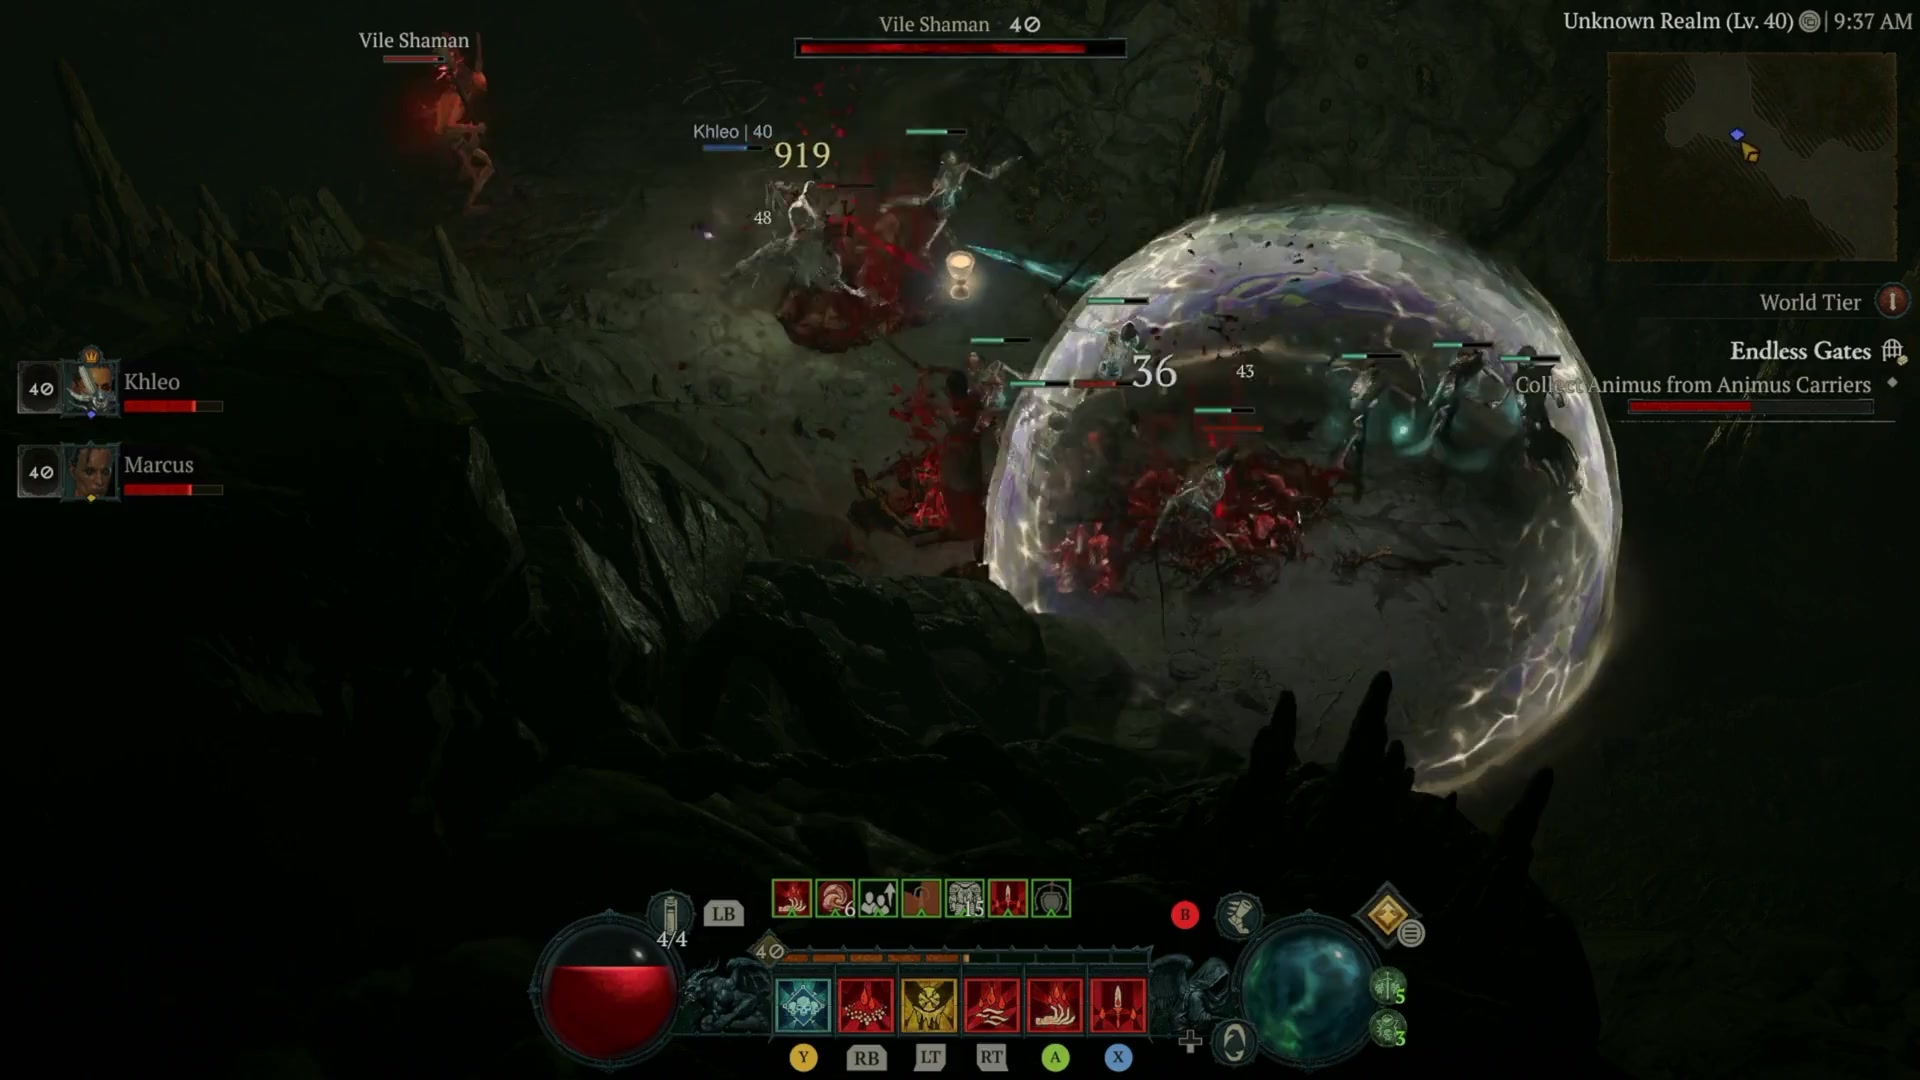 Vile Shaman
Vile Shaman 40
Unknown Realm (Lv. 40) | 9:37 AM
Khleo | 40
919
48
World Tier
Endless Gates
Collect Animus from Animus Carriers
36
43
40 Khleo
40 Marcus
6
15
LB
4/4
B
40
5
3
Y RB LT RT A X